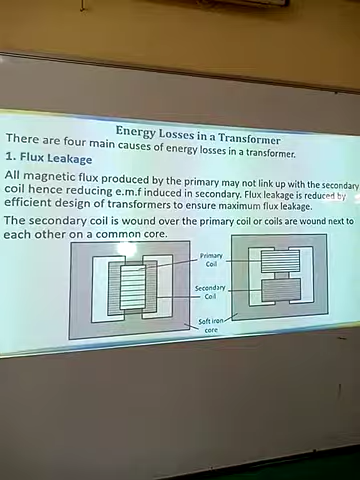 Energy Losses in a Transformer
There are four main causes of energy losses in a transformer.
1. Flux Leakage
All magnetic flux produced by the primary may not link up with the secondary
coil hence reducing e.m.f induced in secondary. Flux leakage is reduced by
efficient design of transformers to ensure maximum flux leakage.
The secondary coil is wound over the primary coil or coils are wound next to
each other on a common core.
Primary
Coil
Secondary
Coil
Soft iron
core